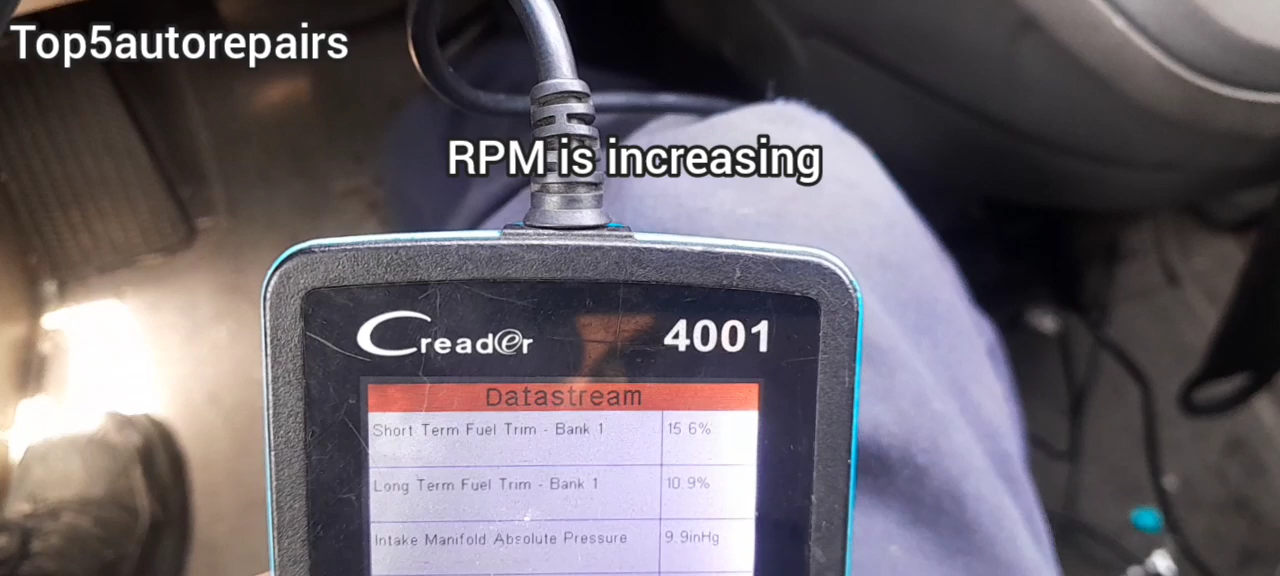 Top5autorepairs
RPM is increasing
Creader 4001
Datastream
Short Term Fuel Trim - Bank 1 15.6%
Long Term Fuel Trim - Bank 1 10.9%
Intake Manifold Absolute Pressure 9.9inHg